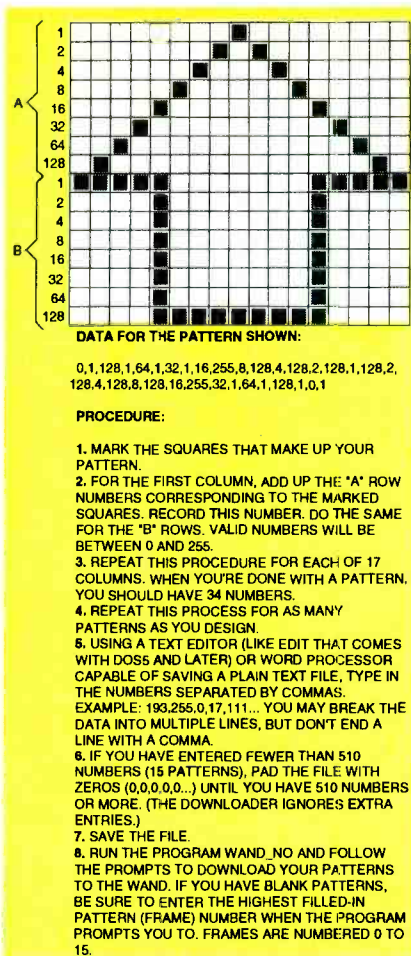 1
2
4
8
A
16
32
64
128
1
2
4
8
B
16
32
64
128
DATA FOR THE PATTERN SHOWN:
0,1,128,1,64,1,32,1,16,255,8,128,4,128,2,128,1,128,2,
128,4,128,8,128,16,255,32,1,64,1,128,1,0,1
PROCEDURE:
1. MARK THE SQUARES THAT MAKE UP YOUR
PATTERN.
2. FOR THE FIRST COLUMN, ADD UP THE "A" ROW
NUMBERS CORRESPONDING TO THE MARKED
SQUARES. RECORD THIS NUMBER. DO THE SAME
FOR THE "B" ROWS. VALID NUMBERS WILL BE
BETWEEN 0 AND 255.
3. REPEAT THIS PROCEDURE FOR EACH OF 17
COLUMNS. WHEN YOU'RE DONE WITH A PATTERN,
YOU SHOULD HAVE 34 NUMBERS.
4. REPEAT THIS PROCESS FOR AS MANY
PATTERNS AS YOU DESIGN.
5. USING A TEXT EDITOR (LIKE EDIT THAT COMES
WITH DOS5 AND LATER) OR WORD PROCESSOR
CAPABLE OF SAVING A PLAIN TEXT FILE, TYPE IN
THE NUMBERS SEPARATED BY COMMAS.
EXAMPLE: 193,255,0,17,111... YOU MAY BREAK THE
DATA INTO MULTIPLE LINES, BUT DON'T END A
LINE WITH A COMMA.
6. IF YOU HAVE ENTERED FEWER THAN 510
NUMBERS (15 PATTERNS), PAD THE FILE WITH
ZEROS (0,0,0,0,0...) UNTIL YOU HAVE 510 NUMBERS
OR MORE. (THE DOWNLOADER IGNORES EXTRA
ENTRIES.)
7. SAVE THE FILE.
8. RUN THE PROGRAM WAND_NO AND FOLLOW
THE PROMPTS TO DOWNLOAD YOUR PATTERNS
TO THE WAND. IF YOU HAVE BLANK PATTERNS,
BE SURE TO ENTER THE HIGHEST FILLED-IN
PATTERN (FRAME) NUMBER WHEN THE PROGRAM
PROMPTS YOU TO. FRAMES ARE NUMBERED 0 TO
15.